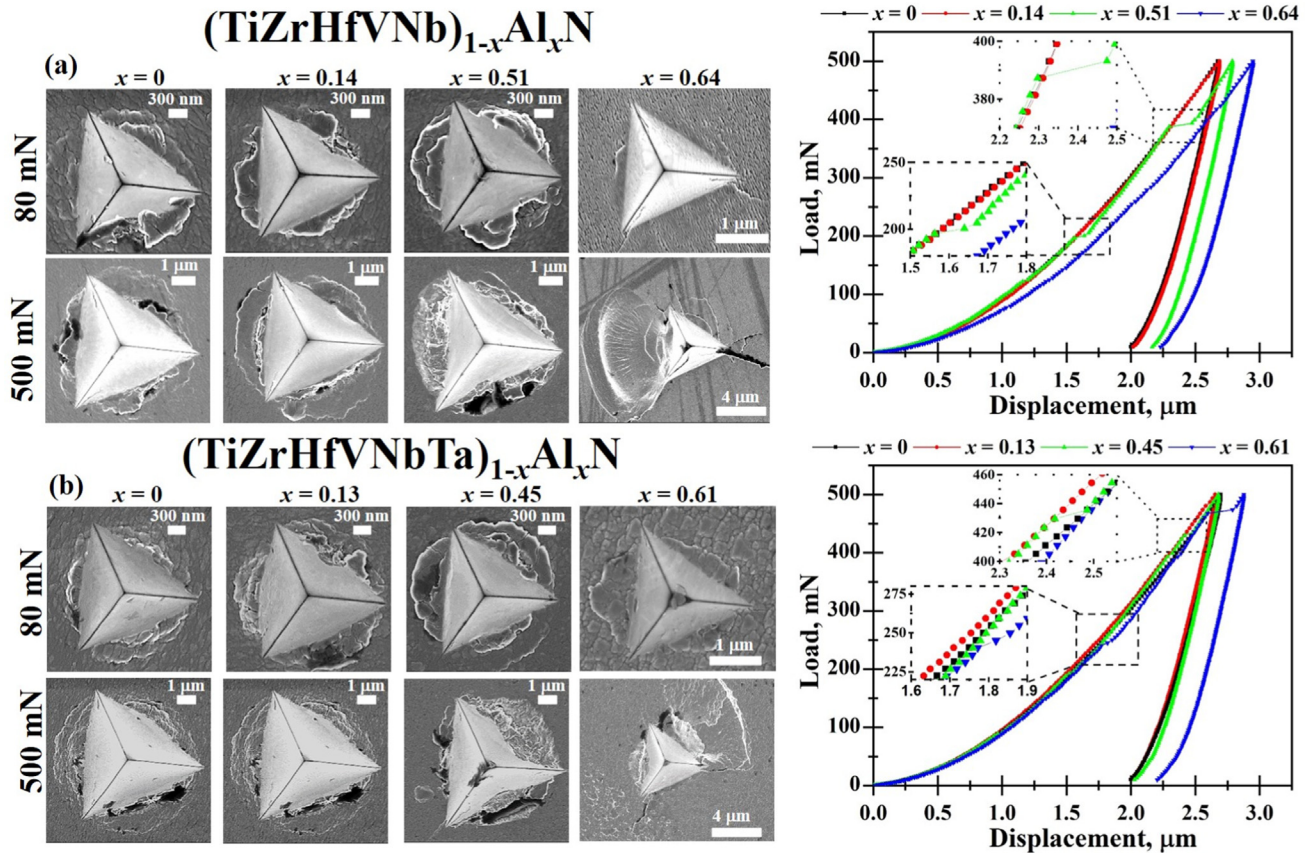 (TiZrHfVNb)1-xAlxN
(a)
x = 0 x = 0.14 x = 0.51 x = 0.64
80 mN
300 nm 300 nm 300 nm 1 μm
500 mN
1 μm 1 μm 1 μm 4 μm
x = 0 x = 0.14 x = 0.51 x = 0.64
Load, mN
500
400
300
200
100
0
400
380
2.2 2.3 2.4 2.5
250
200
1.5 1.6 1.7 1.8
0.0 0.5 1.0 1.5 2.0 2.5 3.0
Displacement, μm
(TiZrHfVNbTa)1-xAlxN
(b)
x = 0 x = 0.13 x = 0.45 x = 0.61
80 mN
300 nm 300 nm 300 nm 1 μm
500 mN
1 μm 1 μm 1 μm 4 μm
x = 0 x = 0.13 x = 0.45 x = 0.61
Load, mN
500
400
300
200
100
0
460
440
420
400
2.3 2.4 2.5
275
250
225
1.6 1.7 1.8 1.9
0.0 0.5 1.0 1.5 2.0 2.5 3.0
Displacement, μm